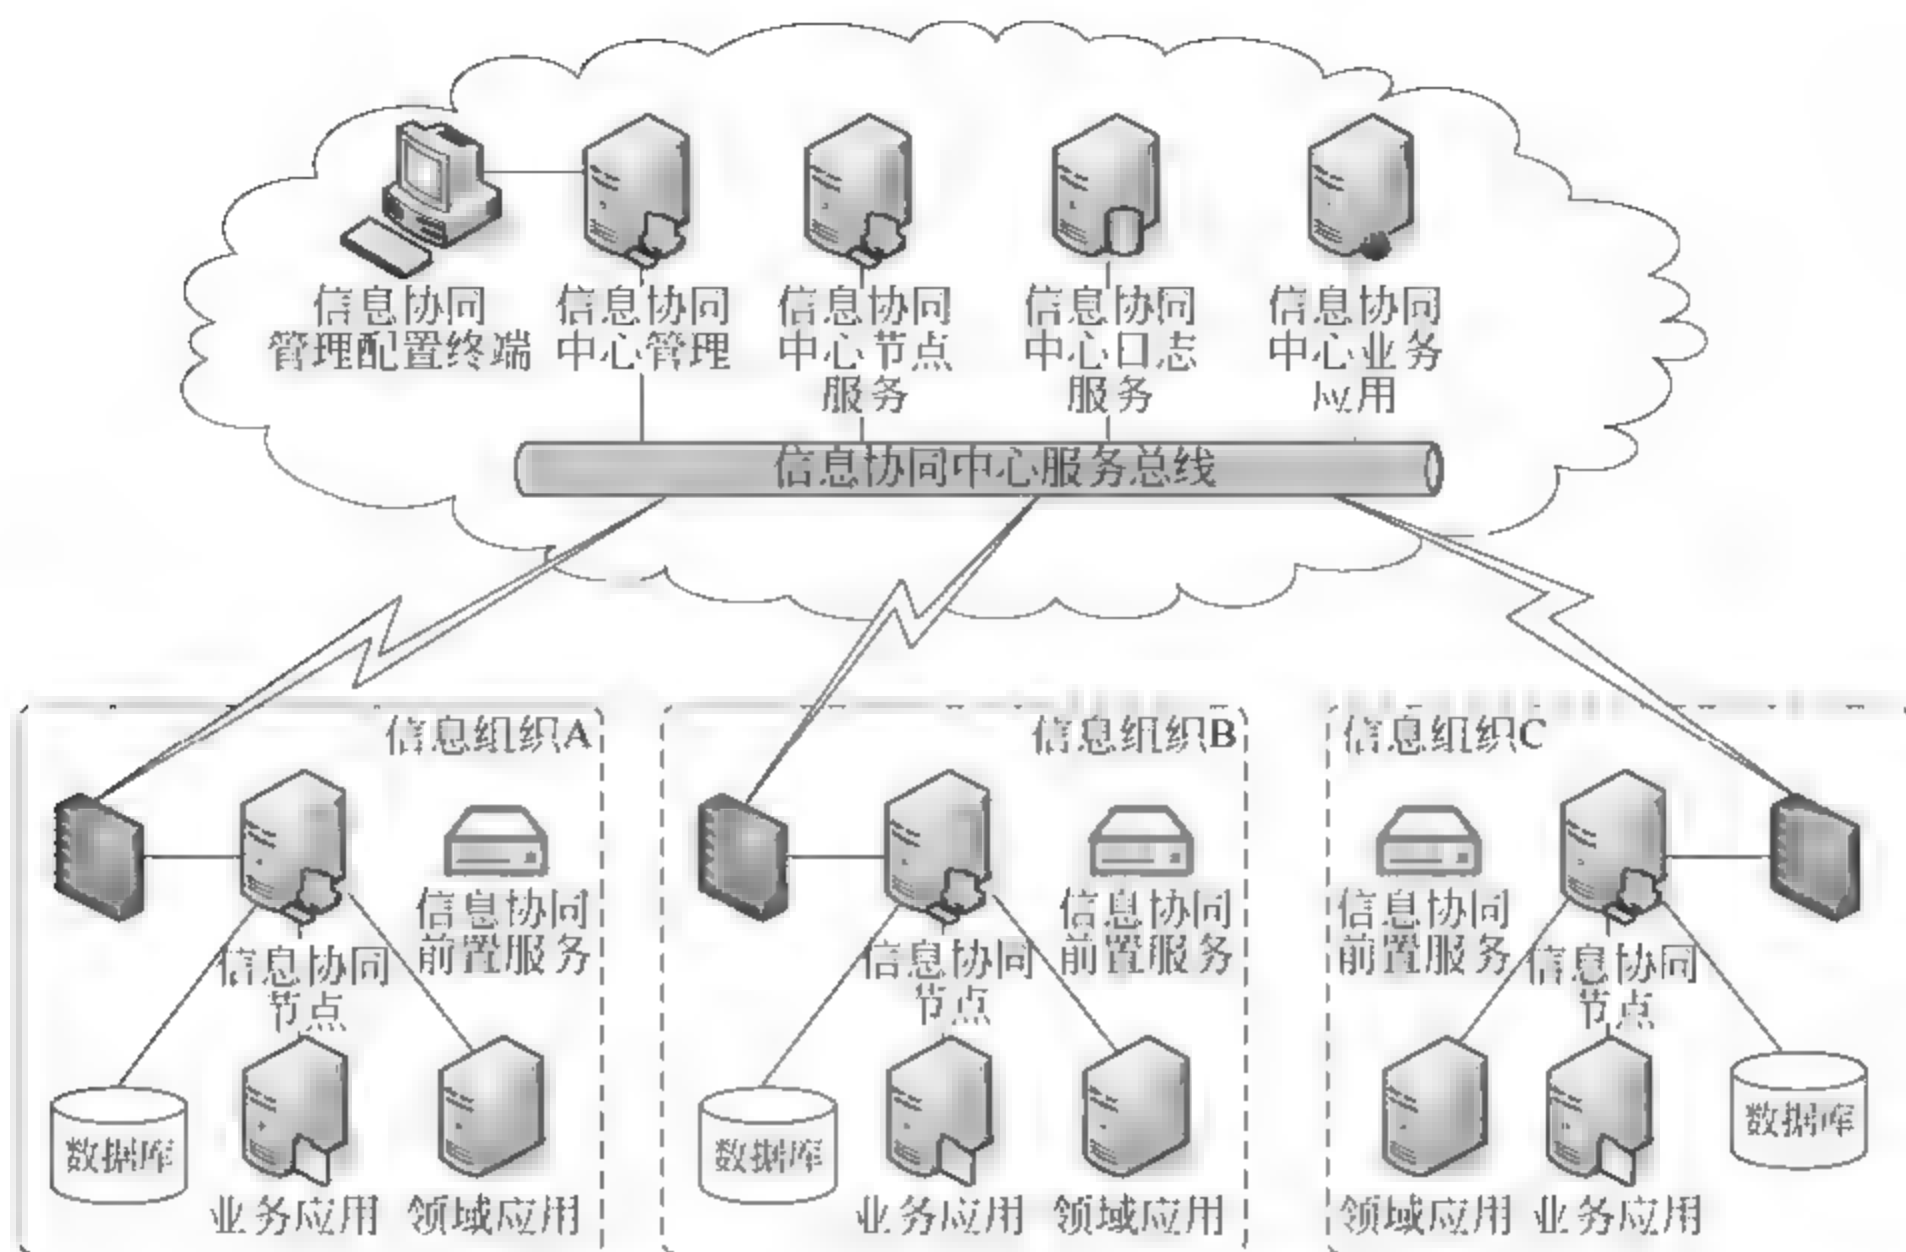 信息协同
管理配置终端
信息协同
中心管理
信息协同
中心节点
服务
信息协同
中心日志
服务
信息协同
中心业务
应用
信息协同中心服务总线
信息组织A
信息协同
前置服务
信息协同
节点
数据库
业务应用
领域应用
信息组织B
信息协同
前置服务
信息协同
节点
数据库
业务应用
领域应用
信息组织C
信息协同
前置服务
信息协同
节点
领域应用
业务应用
数据库